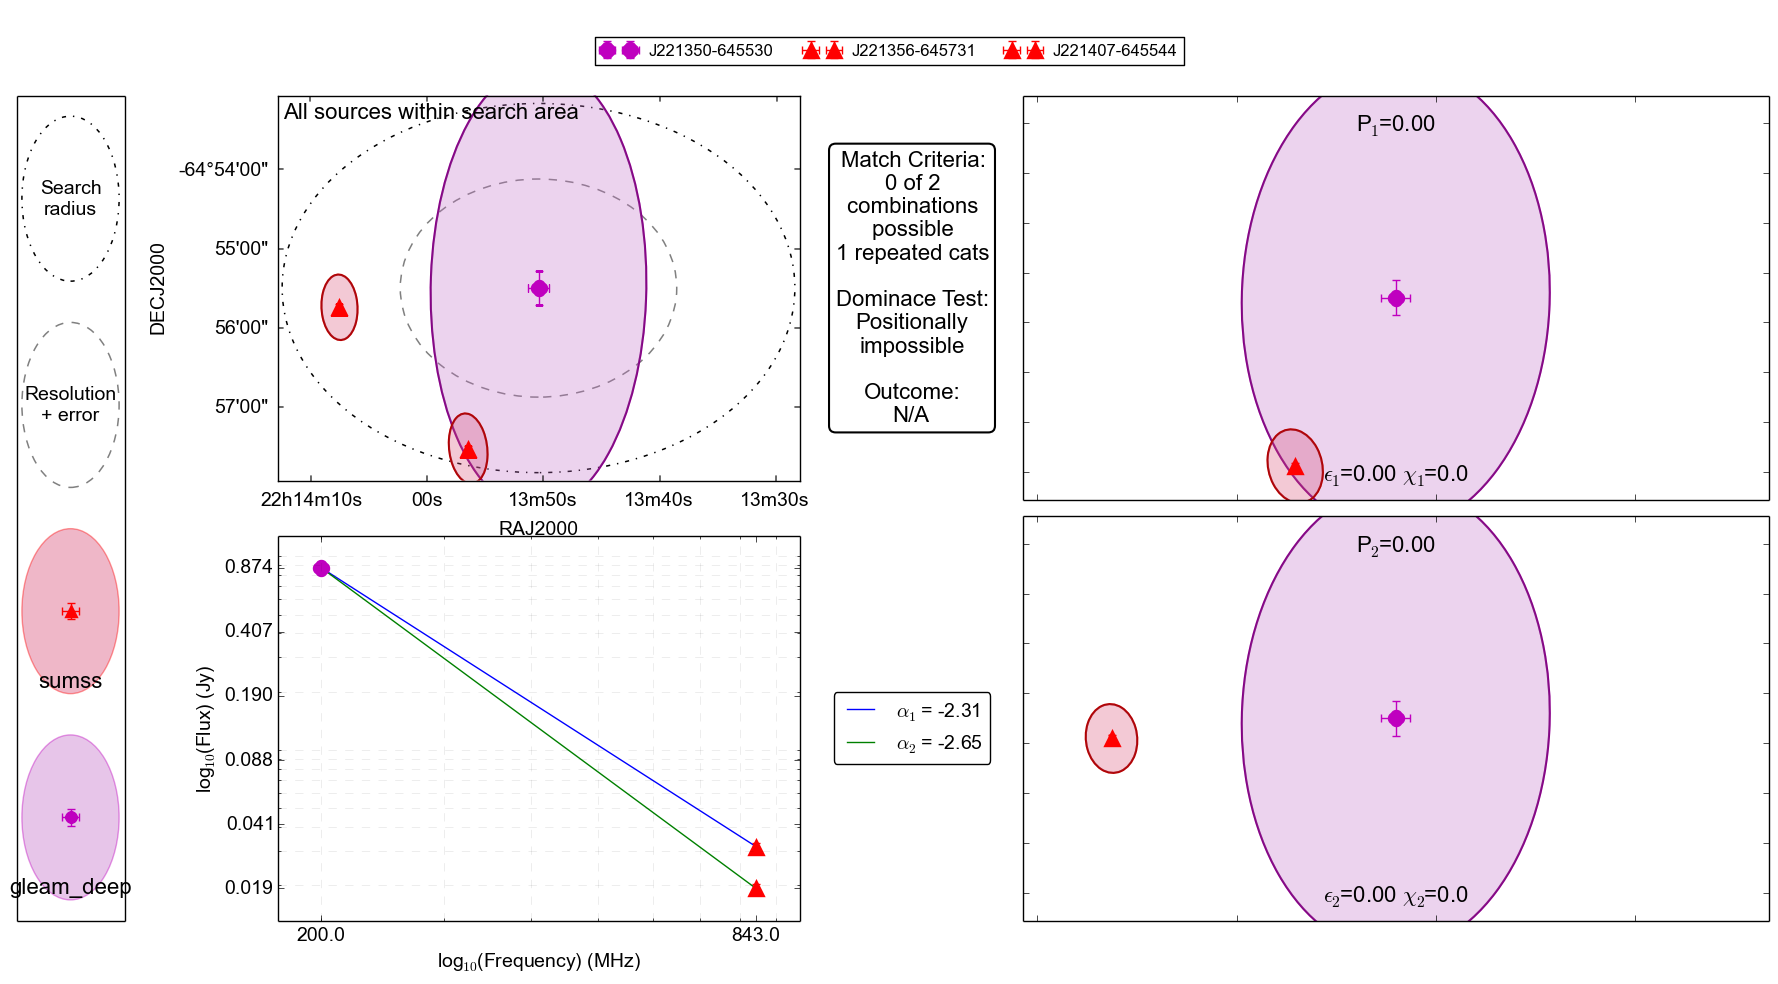 J221350-645530
J221356-645731
J221407-645544
Search
radius
Resolution
+ error
sumss
gleam_deep
All sources within search area
DECJ2000
-64°54'00"
55'00"
56'00"
57'00"
22h14m10s
00s
13m50s
13m40s
13m30s
RAJ2000
Match Criteria:
0 of 2
combinations
possible
1 repeated cats
Dominace Test:
Positionally
impossible
Outcome:
N/A
P₁=0.00
ϵ₁=0.00 χ₁=0.0
log₁₀(Flux) (Jy)
0.874
0.407
0.190
0.088
0.041
0.019
200.0
843.0
log₁₀(Frequency) (MHz)
α₁ = -2.31
α₂ = -2.65
P₂=0.00
ϵ₂=0.00 χ₂=0.0